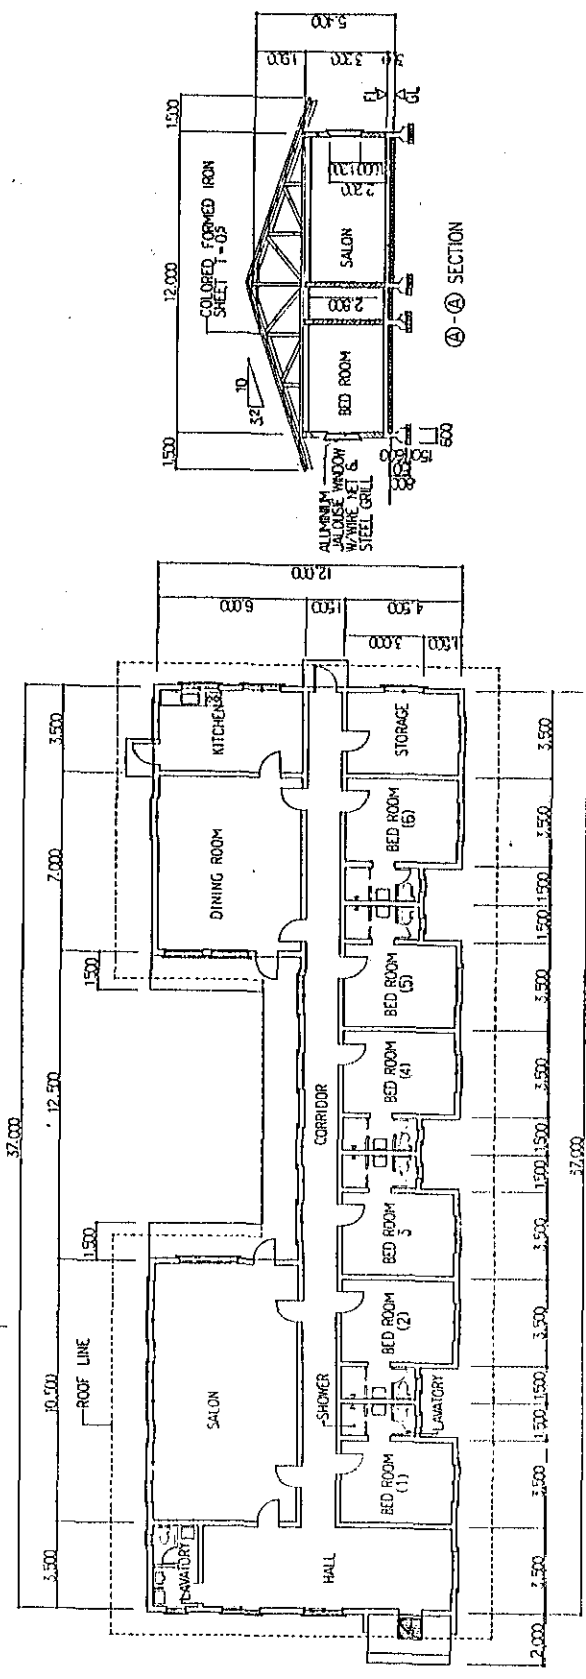 37.000
3.500
10.500
12.500
7.000
3.500
1.500
1.500
ROOF LINE
LAVATORY
HALL
SALON
DINING ROOM
KITCHEN
CORRIDOR
SHOWER
LAVATORY
BED ROOM
(1)
BED ROOM
(2)
BED ROOM
3
BED ROOM
(4)
BED ROOM
(5)
BED ROOM
(6)
STORAGE
2.000
3.500
3.500
1.500
1.500
3.500
3.500
1.500
1.500
3.500
3.500
1.500
1.500
3.500
3.500
37.000
12.000
6.000
1.500
4.500
3.000
1.500
1.500
12.000
1.500
COLORED FORMED IRON
SHEET T=0.5
10
3.2
BED ROOM
SALON
2.800
2.200
5.400
3.200
FL
GL
ALUMINIUM
JALOUSIE WINDOW
W/WIRE NET &
STEEL GRILL
800
600
A - A SECTION